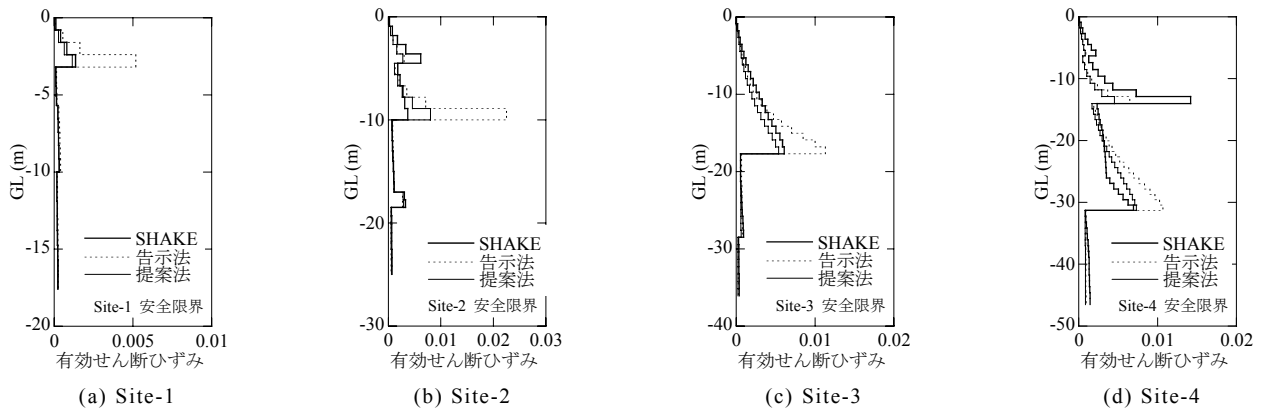 0
-5
-10
-15
-20
GL (m)
SHAKE
告示法
提案法
Site-1 安全限界
0 0.01
有効せん断ひずみ
(a) Site-1
0
-10
-20
-30
GL (m)
SHAKE
告示法
提案法
Site-2 安全限界
0 0.01 0.02 0.03
有効せん断ひずみ
(b) Site-2
0
-10
-20
-30
-40
GL (m)
SHAKE
告示法
提案法
Site-3 安全限界
0 0.01 0.02
有効せん断ひずみ
(c) Site-3
0
-10
-20
-30
-40
-50
GL (m)
SHAKE
告示法
提案法
Site-4 安全限界
0 0.01 0.02
有効せん断ひずみ
(d) Site-4